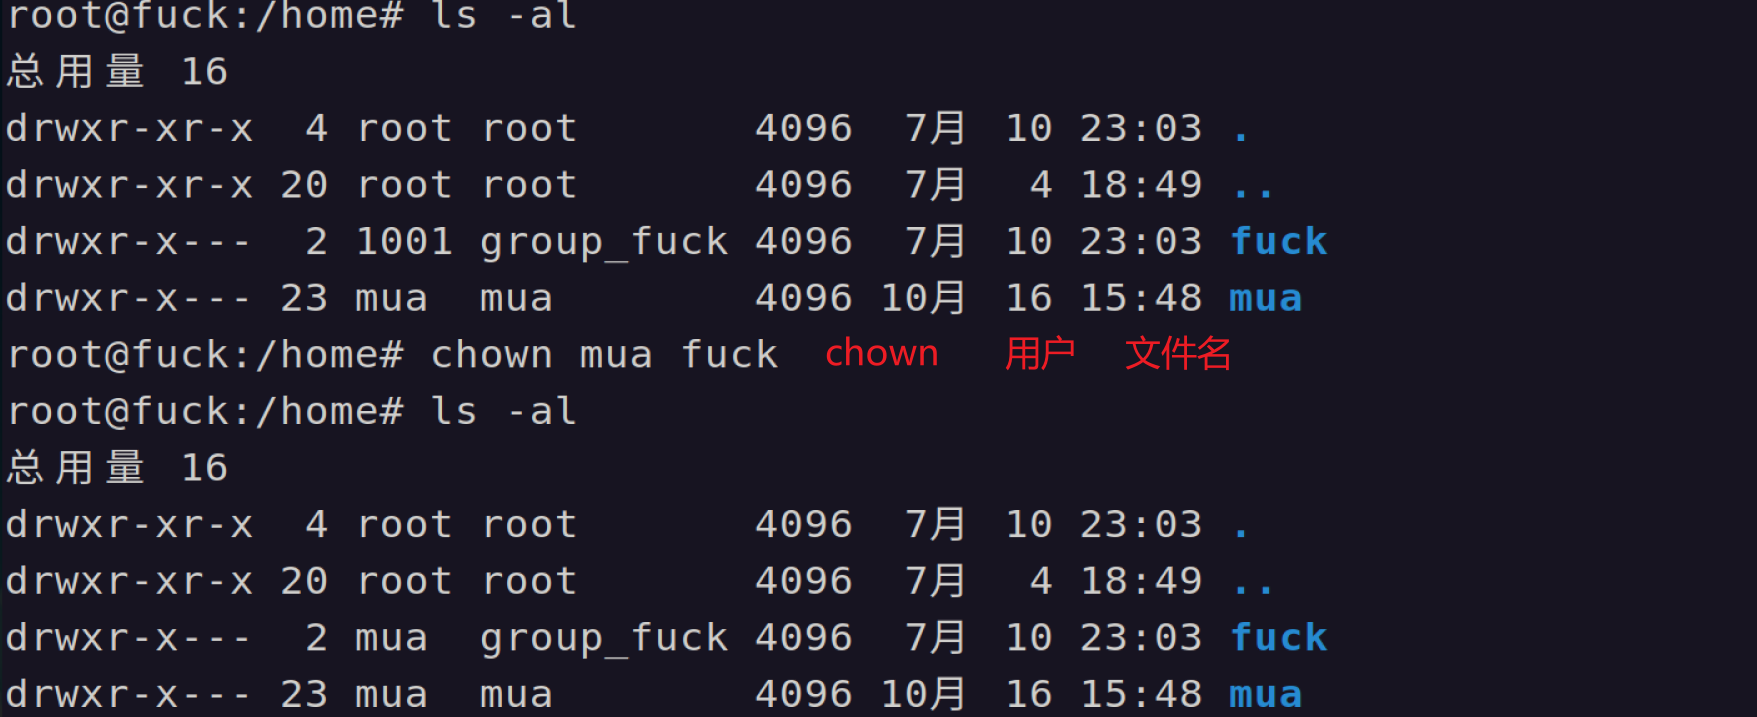 root@fuck:/home# ls -al
总用量 16
drwxr-xr-x  4 root root       4096  7月  10 23:03 .
drwxr-xr-x 20 root root       4096  7月   4 18:49 ..
drwxr-x---  2 1001 group_fuck 4096  7月  10 23:03 fuck
drwxr-x--- 23 mua  mua        4096 10月  16 15:48 mua
root@fuck:/home# chown mua fuck  chown  用户  文件名
root@fuck:/home# ls -al
总用量 16
drwxr-xr-x  4 root root       4096  7月  10 23:03 .
drwxr-xr-x 20 root root       4096  7月   4 18:49 ..
drwxr-x---  2 mua  group_fuck 4096  7月  10 23:03 fuck
drwxr-x--- 23 mua  mua        4096 10月  16 15:48 mua